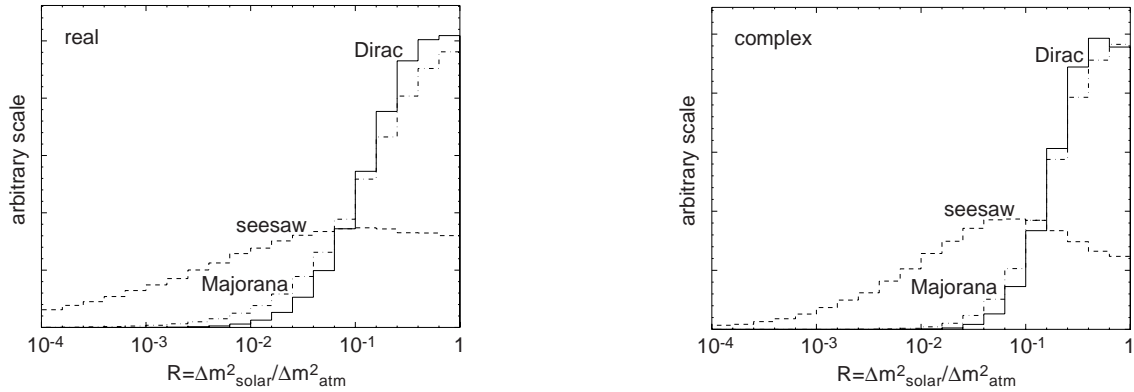 real
Dirac
seesaw
Majorana
arbitrary scale
10⁻⁴ 10⁻³ 10⁻² 10⁻¹ 1
R=Δm²solar/Δm²atm
complex
Dirac
seesaw
Majorana
arbitrary scale
10⁻⁴ 10⁻³ 10⁻² 10⁻¹ 1
R=Δm²solar/Δm²atm